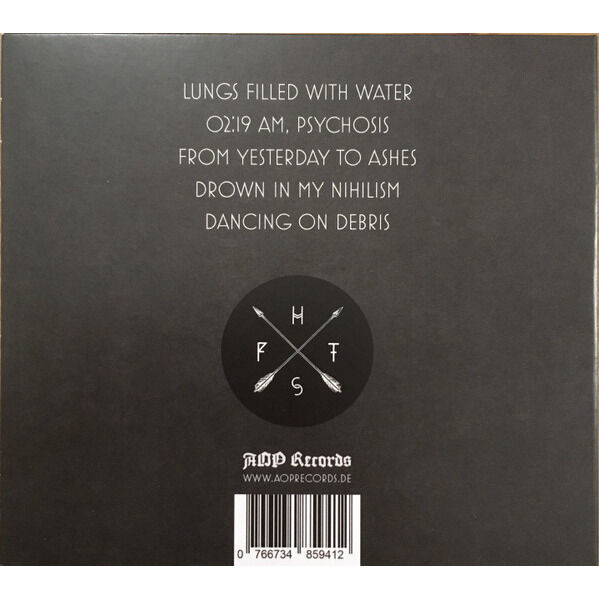 LUNGS FILLED WITH WATER
02:19 AM, PSYCHOSIS
FROM YESTERDAY TO ASHES
DROWN IN MY NIHILISM
DANCING ON DEBRIS
H
F T
S
AOP Records
WWW.AOPRECORDS.DE
0 766734 859412